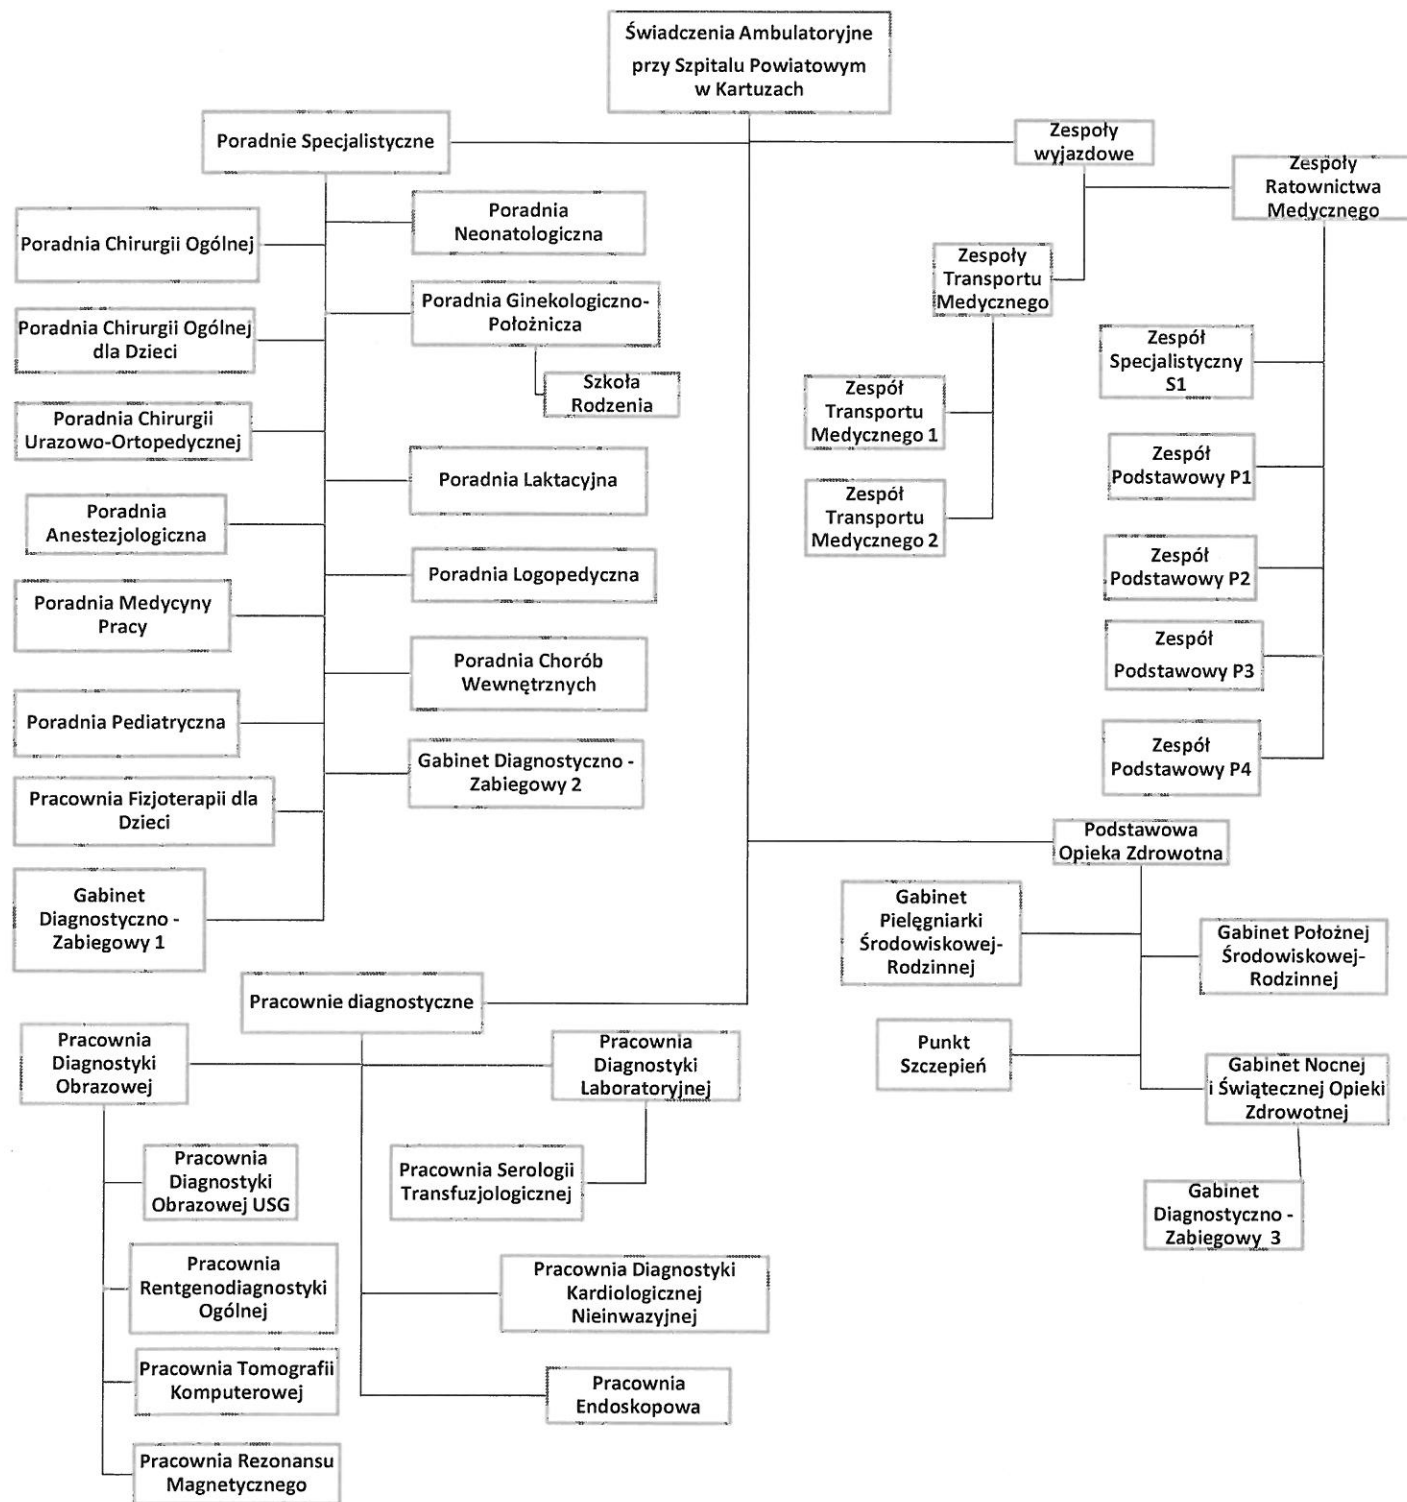 Świadczenia Ambulatoryjne
przy Szpitalu Powiatowym
w Kartuzach
Poradnie Specjalistyczne
Poradnia Chirurgii Ogólnej
Poradnia Chirurgii Ogólnej
dla Dzieci
Poradnia Chirurgii
Urazowo-Ortopedycznej
Poradnia
Anestezjologiczna
Poradnia Medycyny
Pracy
Poradnia Pediatryczna
Pracownia Fizjoterapii dla
Dzieci
Gabinet
Diagnostyczno -
Zabiegowy 1
Poradnia
Neonatologiczna
Poradnia Ginekologiczno-
Położnicza
Szkoła
Rodzenia
Poradnia Laktacyjna
Poradnia Logopedyczna
Poradnia Chorób
Wewnętrznych
Gabinet Diagnostyczno -
Zabiegowy 2
Zespoły
wyjazdowe
Zespoły
Transportu
Medycznego
Zespół
Transportu
Medycznego 1
Zespół
Transportu
Medycznego 2
Zespoły
Ratownictwa
Medycznego
Zespół
Specjalistyczny
S1
Zespół
Podstawowy P1
Zespół
Podstawowy P2
Zespół
Podstawowy P3
Zespół
Podstawowy P4
Podstawowa
Opieka Zdrowotna
Gabinet
Pielęgniarki
Środowiskowej-
Rodzinnej
Gabinet Położnej
Środowiskowej-
Rodzinnej
Punkt
Szczepień
Gabinet Nocnej
i Świątecznej Opieki
Zdrowotnej
Gabinet
Diagnostyczno -
Zabiegowy 3
Pracownie diagnostyczne
Pracownia
Diagnostyki
Obrazowej
Pracownia
Diagnostyki
Obrazowej USG
Pracownia
Rentgenodiagnostyki
Ogólnej
Pracownia Tomografii
Komputerowej
Pracownia Rezonansu
Magnetycznego
Pracownia
Diagnostyki
Laboratoryjnej
Pracownia Serologii
Transfuzjologicznej
Pracownia Diagnostyki
Kardiologicznej
Nieinwazyjnej
Pracownia
Endoskopowa